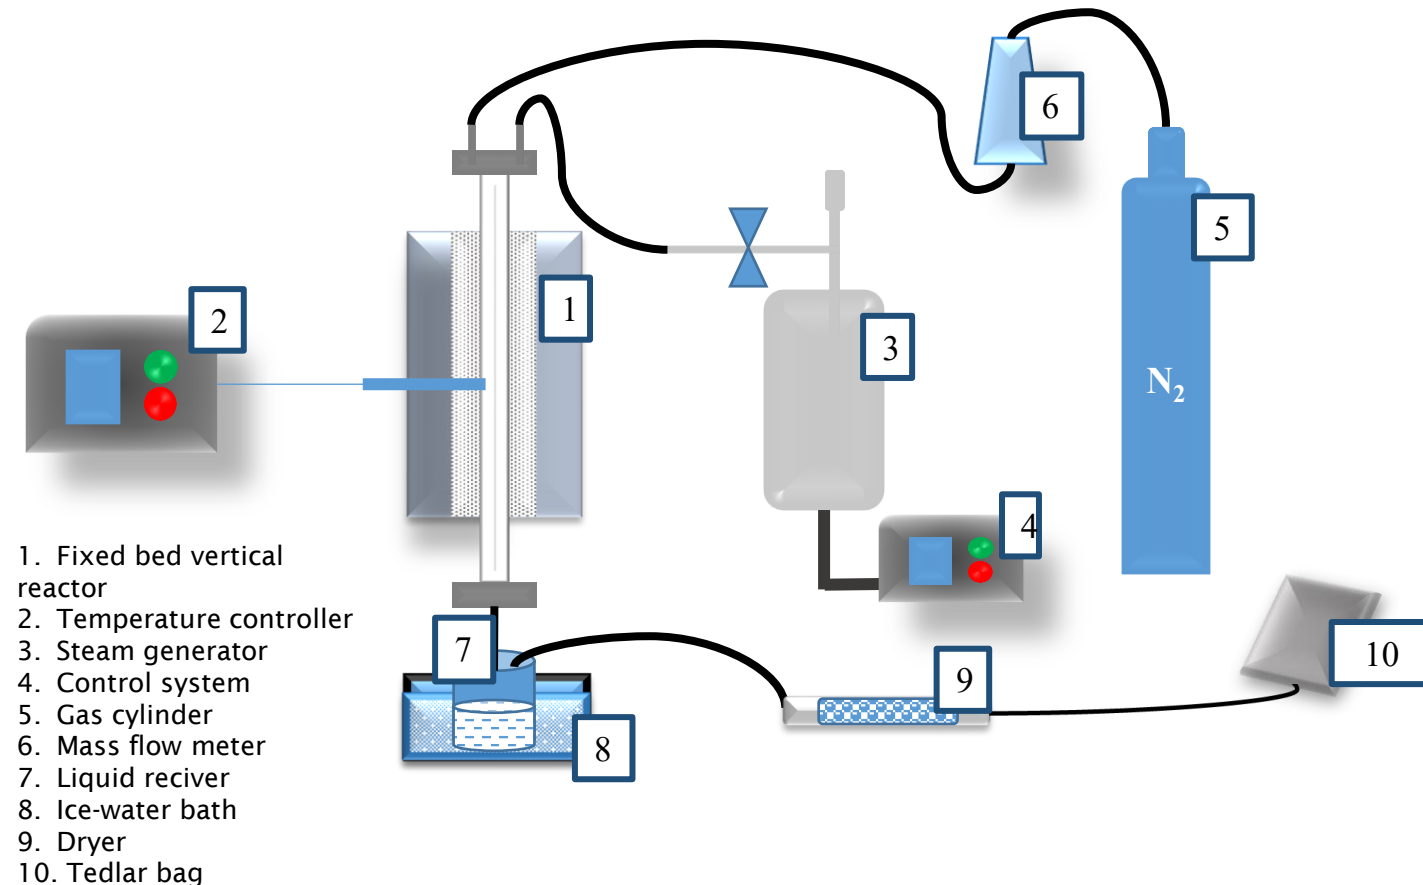 6
5
1
2
3
N2
4
1. Fixed bed vertical
reactor
2. Temperature controller
3. Steam generator
4. Control system
5. Gas cylinder
6. Mass flow meter
7. Liquid reciver
8. Ice-water bath
9. Dryer
10. Tedlar bag
7
10
9
8